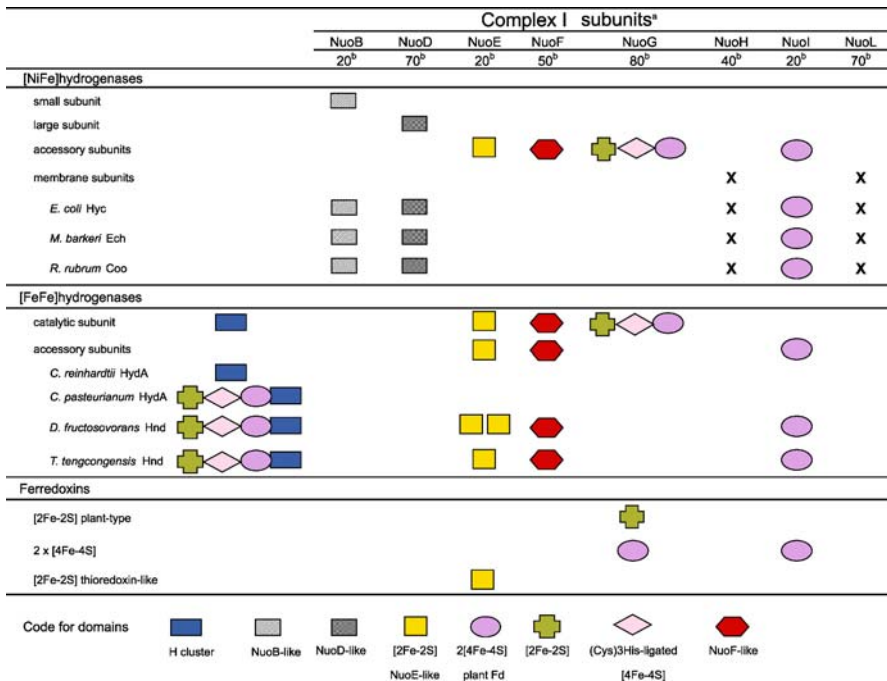 Complex I subunitsª
NuoB NuoD NuoE NuoF NuoG NuoH NuoI NuoL
20ᵇ 70ᵇ 20ᵇ 50ᵇ 80ᵇ 40ᵇ 20ᵇ 70ᵇ
[NiFe]hydrogenases
small subunit
large subunit
accessory subunits
membrane subunits X X
E. coli Hyc X X
M. barkeri Ech X X
R. rubrum Coo X X
[FeFe]hydrogenases
catalytic subunit
accessory subunits
C. reinhardtii HydA
C. pasteurianum HydA
D. fructosovorans Hnd
T. tengcongensis Hnd
Ferredoxins
[2Fe-2S] plant-type
2 x [4Fe-4S]
[2Fe-2S] thioredoxin-like
Code for domains
H cluster NuoB-like NuoD-like [2Fe-2S] 2[4Fe-4S] [2Fe-2S] (Cys)3His-ligated NuoF-like
NuoE-like plant Fd [4Fe-4S]